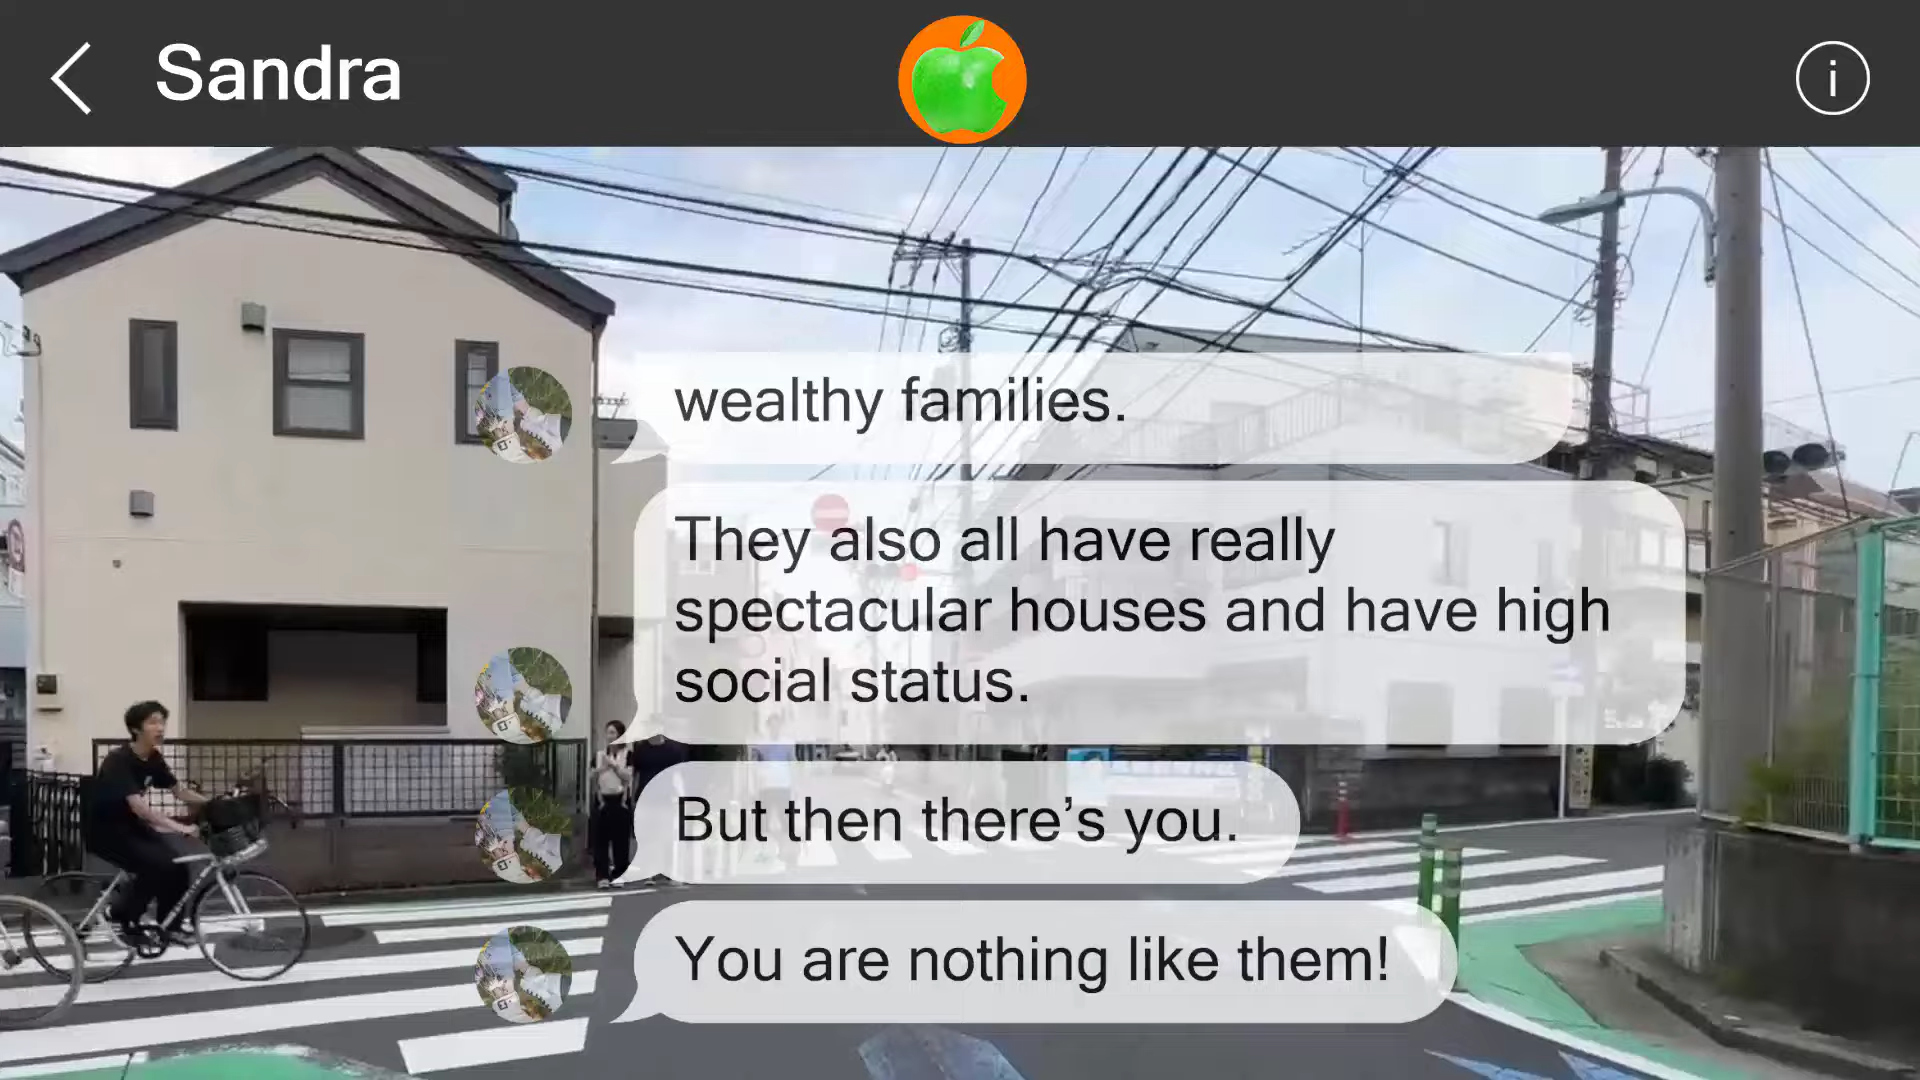 Sandra
wealthy families.
They also all have really
spectacular houses and have high
social status.
But then there’s you.
You are nothing like them!